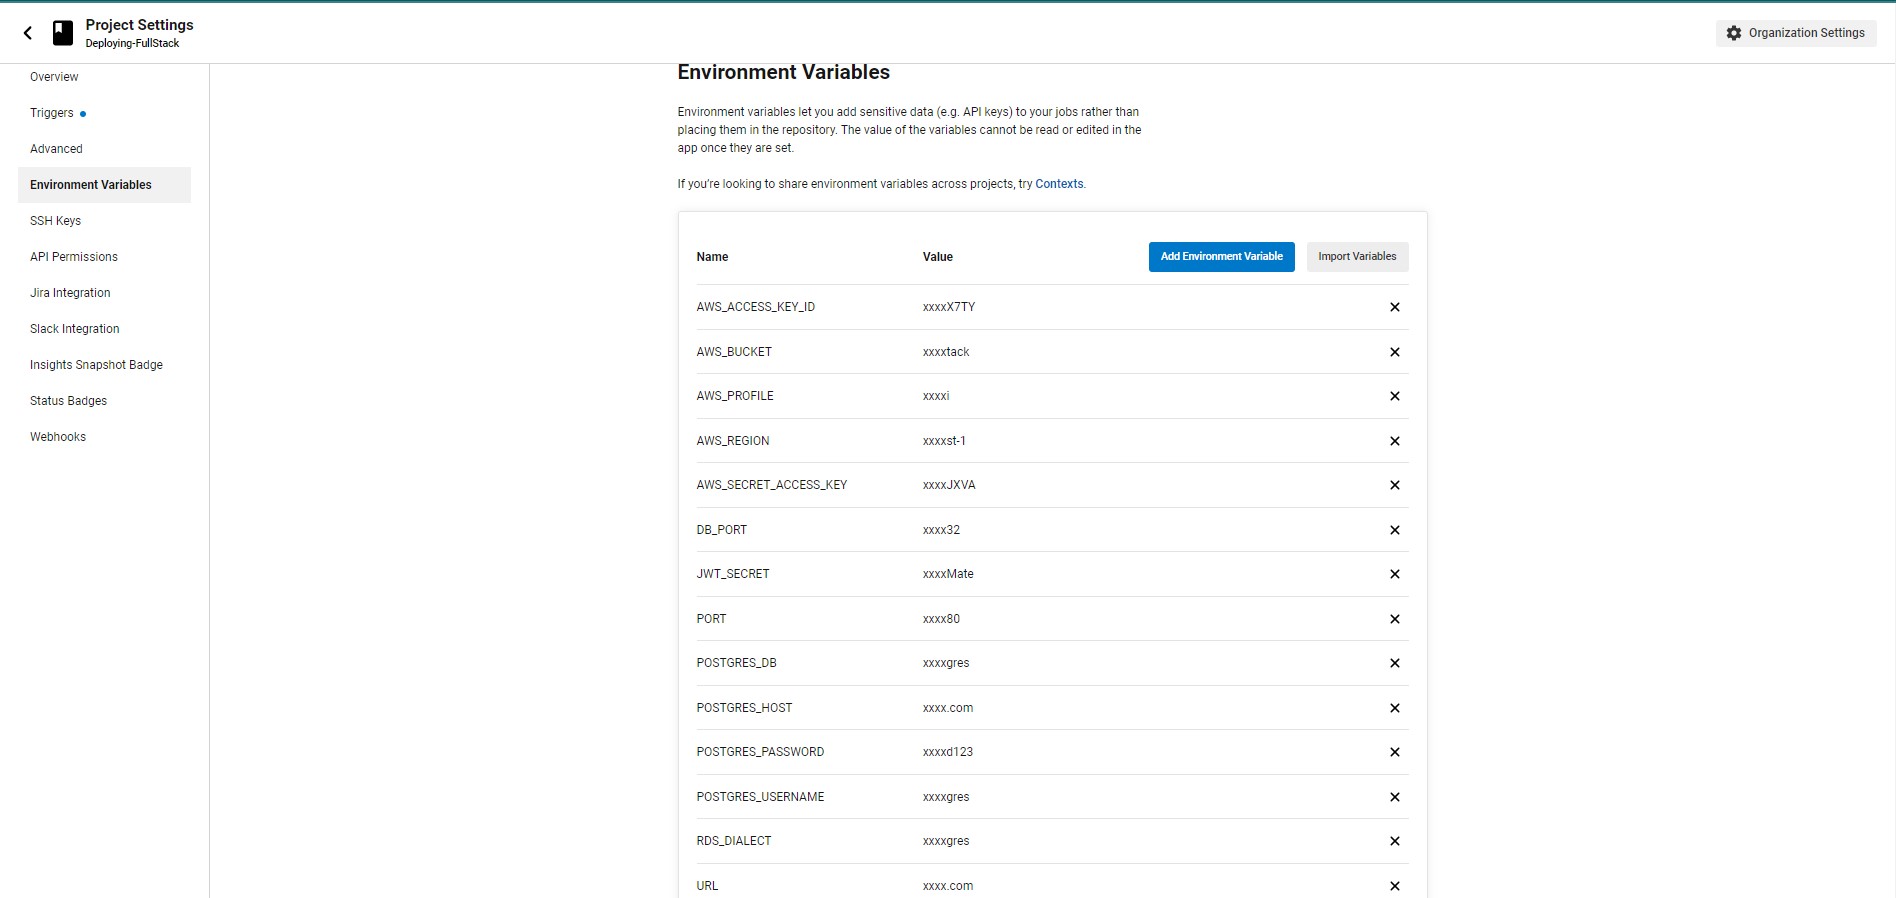 Project Settings
Deploying-FullStack
Organization Settings
Overview
Triggers
Advanced
Environment Variables
SSH Keys
API Permissions
Jira Integration
Slack Integration
Insights Snapshot Badge
Status Badges
Webhooks
Environment Variables
Environment variables let you add sensitive data (e.g. API keys) to your jobs rather than
placing them in the repository. The value of the variables cannot be read or edited in the
app once they are set.
If you're looking to share environment variables across projects, try Contexts.
Name Value Add Environment Variable Import Variables
AWS_ACCESS_KEY_ID xxxxX7TY
AWS_BUCKET xxxxtack
AWS_PROFILE xxxxi
AWS_REGION xxxxst-1
AWS_SECRET_ACCESS_KEY xxxxJXVA
DB_PORT xxxx32
JWT_SECRET xxxxMate
PORT xxxx80
POSTGRES_DB xxxxgres
POSTGRES_HOST xxxx.com
POSTGRES_PASSWORD xxxxd123
POSTGRES_USERNAME xxxxgres
RDS_DIALECT xxxxgres
URL xxxx.com